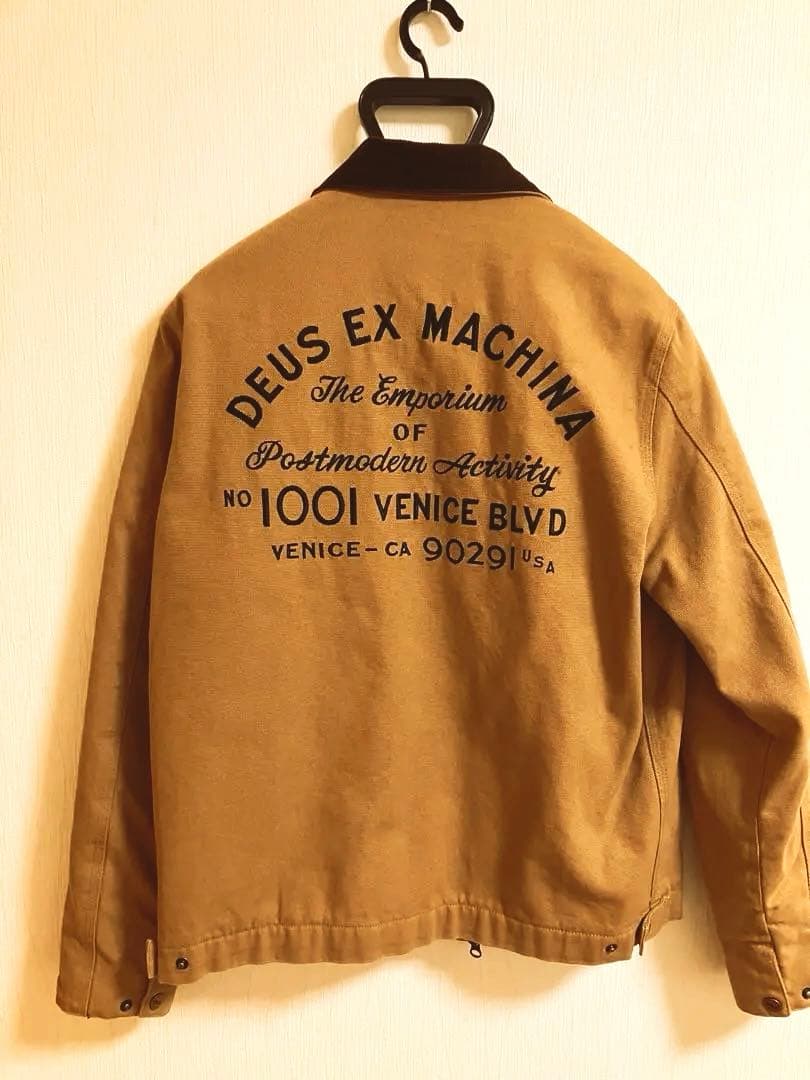 DEUS EX MACHINA
The Emporium
OF
Postmodern Activity
NO 1001 VENICE BLVD
VENICE - CA 90291 USA